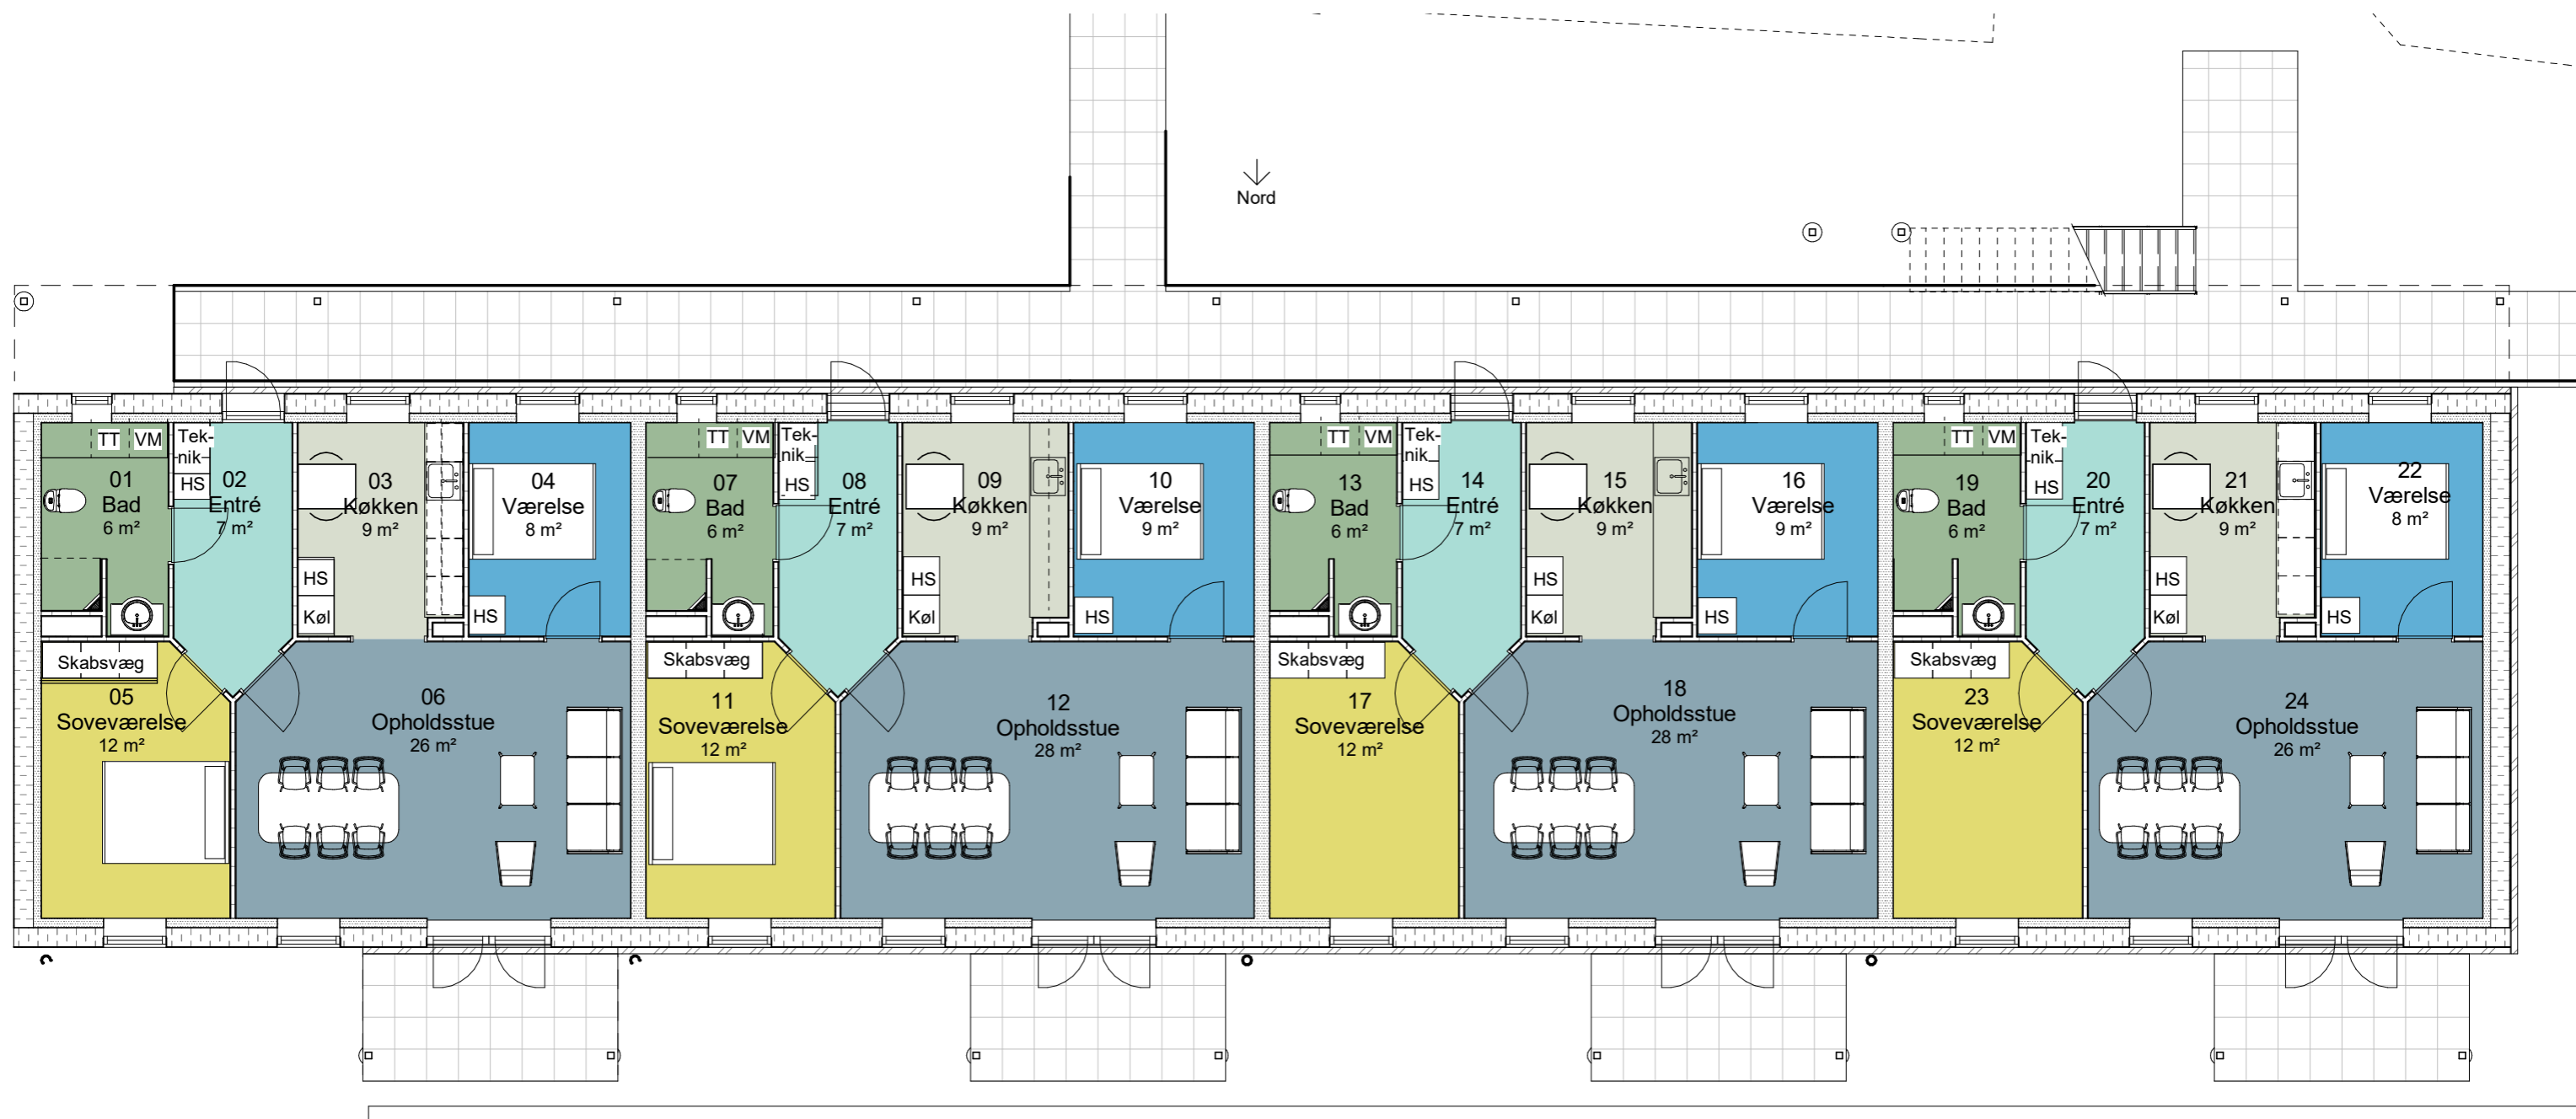 Nord
TT VM
Tek-
nik
HS
01
Bad
6 m²
02
Entré
7 m²
03
Køkken
9 m²
HS
Køl
04
Værelse
8 m²
HS
Skabsvæg
05
Soveværelse
12 m²
06
Opholdsstue
26 m²
TT VM
Tek-
nik
HS
07
Bad
6 m²
08
Entré
7 m²
09
Køkken
9 m²
HS
Køl
10
Værelse
9 m²
HS
Skabsvæg
11
Soveværelse
12 m²
12
Opholdsstue
28 m²
TT VM
Tek-
nik
HS
13
Bad
6 m²
14
Entré
7 m²
15
Køkken
9 m²
HS
Køl
16
Værelse
9 m²
HS
Skabsvæg
17
Soveværelse
12 m²
18
Opholdsstue
28 m²
TT VM
Tek-
nik
HS
19
Bad
6 m²
20
Entré
7 m²
21
Køkken
9 m²
HS
Køl
22
Værelse
8 m²
HS
Skabsvæg
23
Soveværelse
12 m²
24
Opholdsstue
26 m²